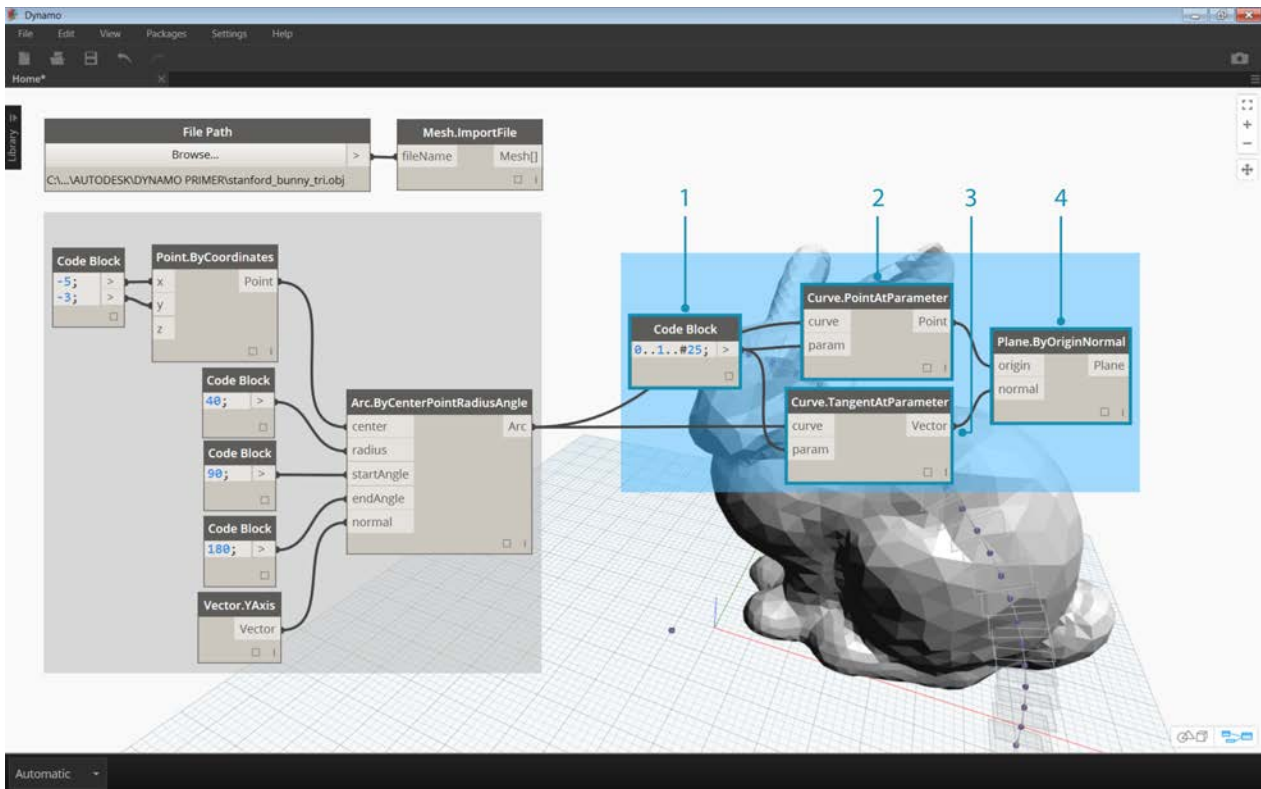 Dynamo
File Edit View Packages Settings Help
Home*
Library
File Path
Browse... >
C:\...\AUTODESK\DYNAMO PRIMER\stanford_bunny_tri.obj
Mesh.ImportFile
fileName Mesh[]
Code Block
-5; >
-3; >
Point.ByCoordinates
x Point
y
z
Code Block
40; >
Code Block
90; >
Code Block
180; >
Vector.YAxis
Vector
Arc.ByCenterPointRadiusAngle
center Arc
radius
startAngle
endAngle
normal
1
2
3
4
Code Block
0..1..#25; >
Curve.PointAtParameter
curve Point
param
Curve.TangentAtParameter
curve Vector
param
Plane.ByOriginNormal
origin Plane
normal
Automatic